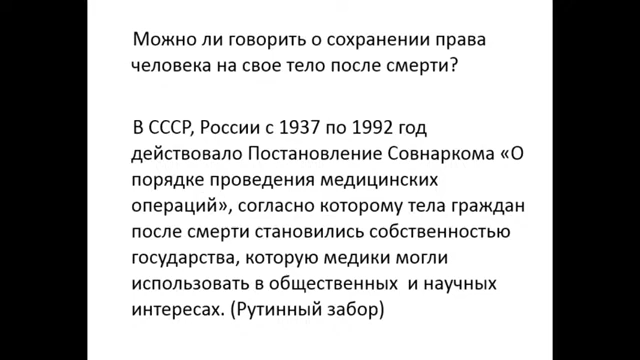 Можно ли говорить о сохранении права
человека на свое тело после смерти?
В СССР, России с 1937 по 1992 год
действовало Постановление Совнаркома «О
порядке проведения медицинских
операций», согласно которому тела граждан
после смерти становились собственностью
государства, которую медики могли
использовать в общественных и научных
интересах. (Рутинный забор)